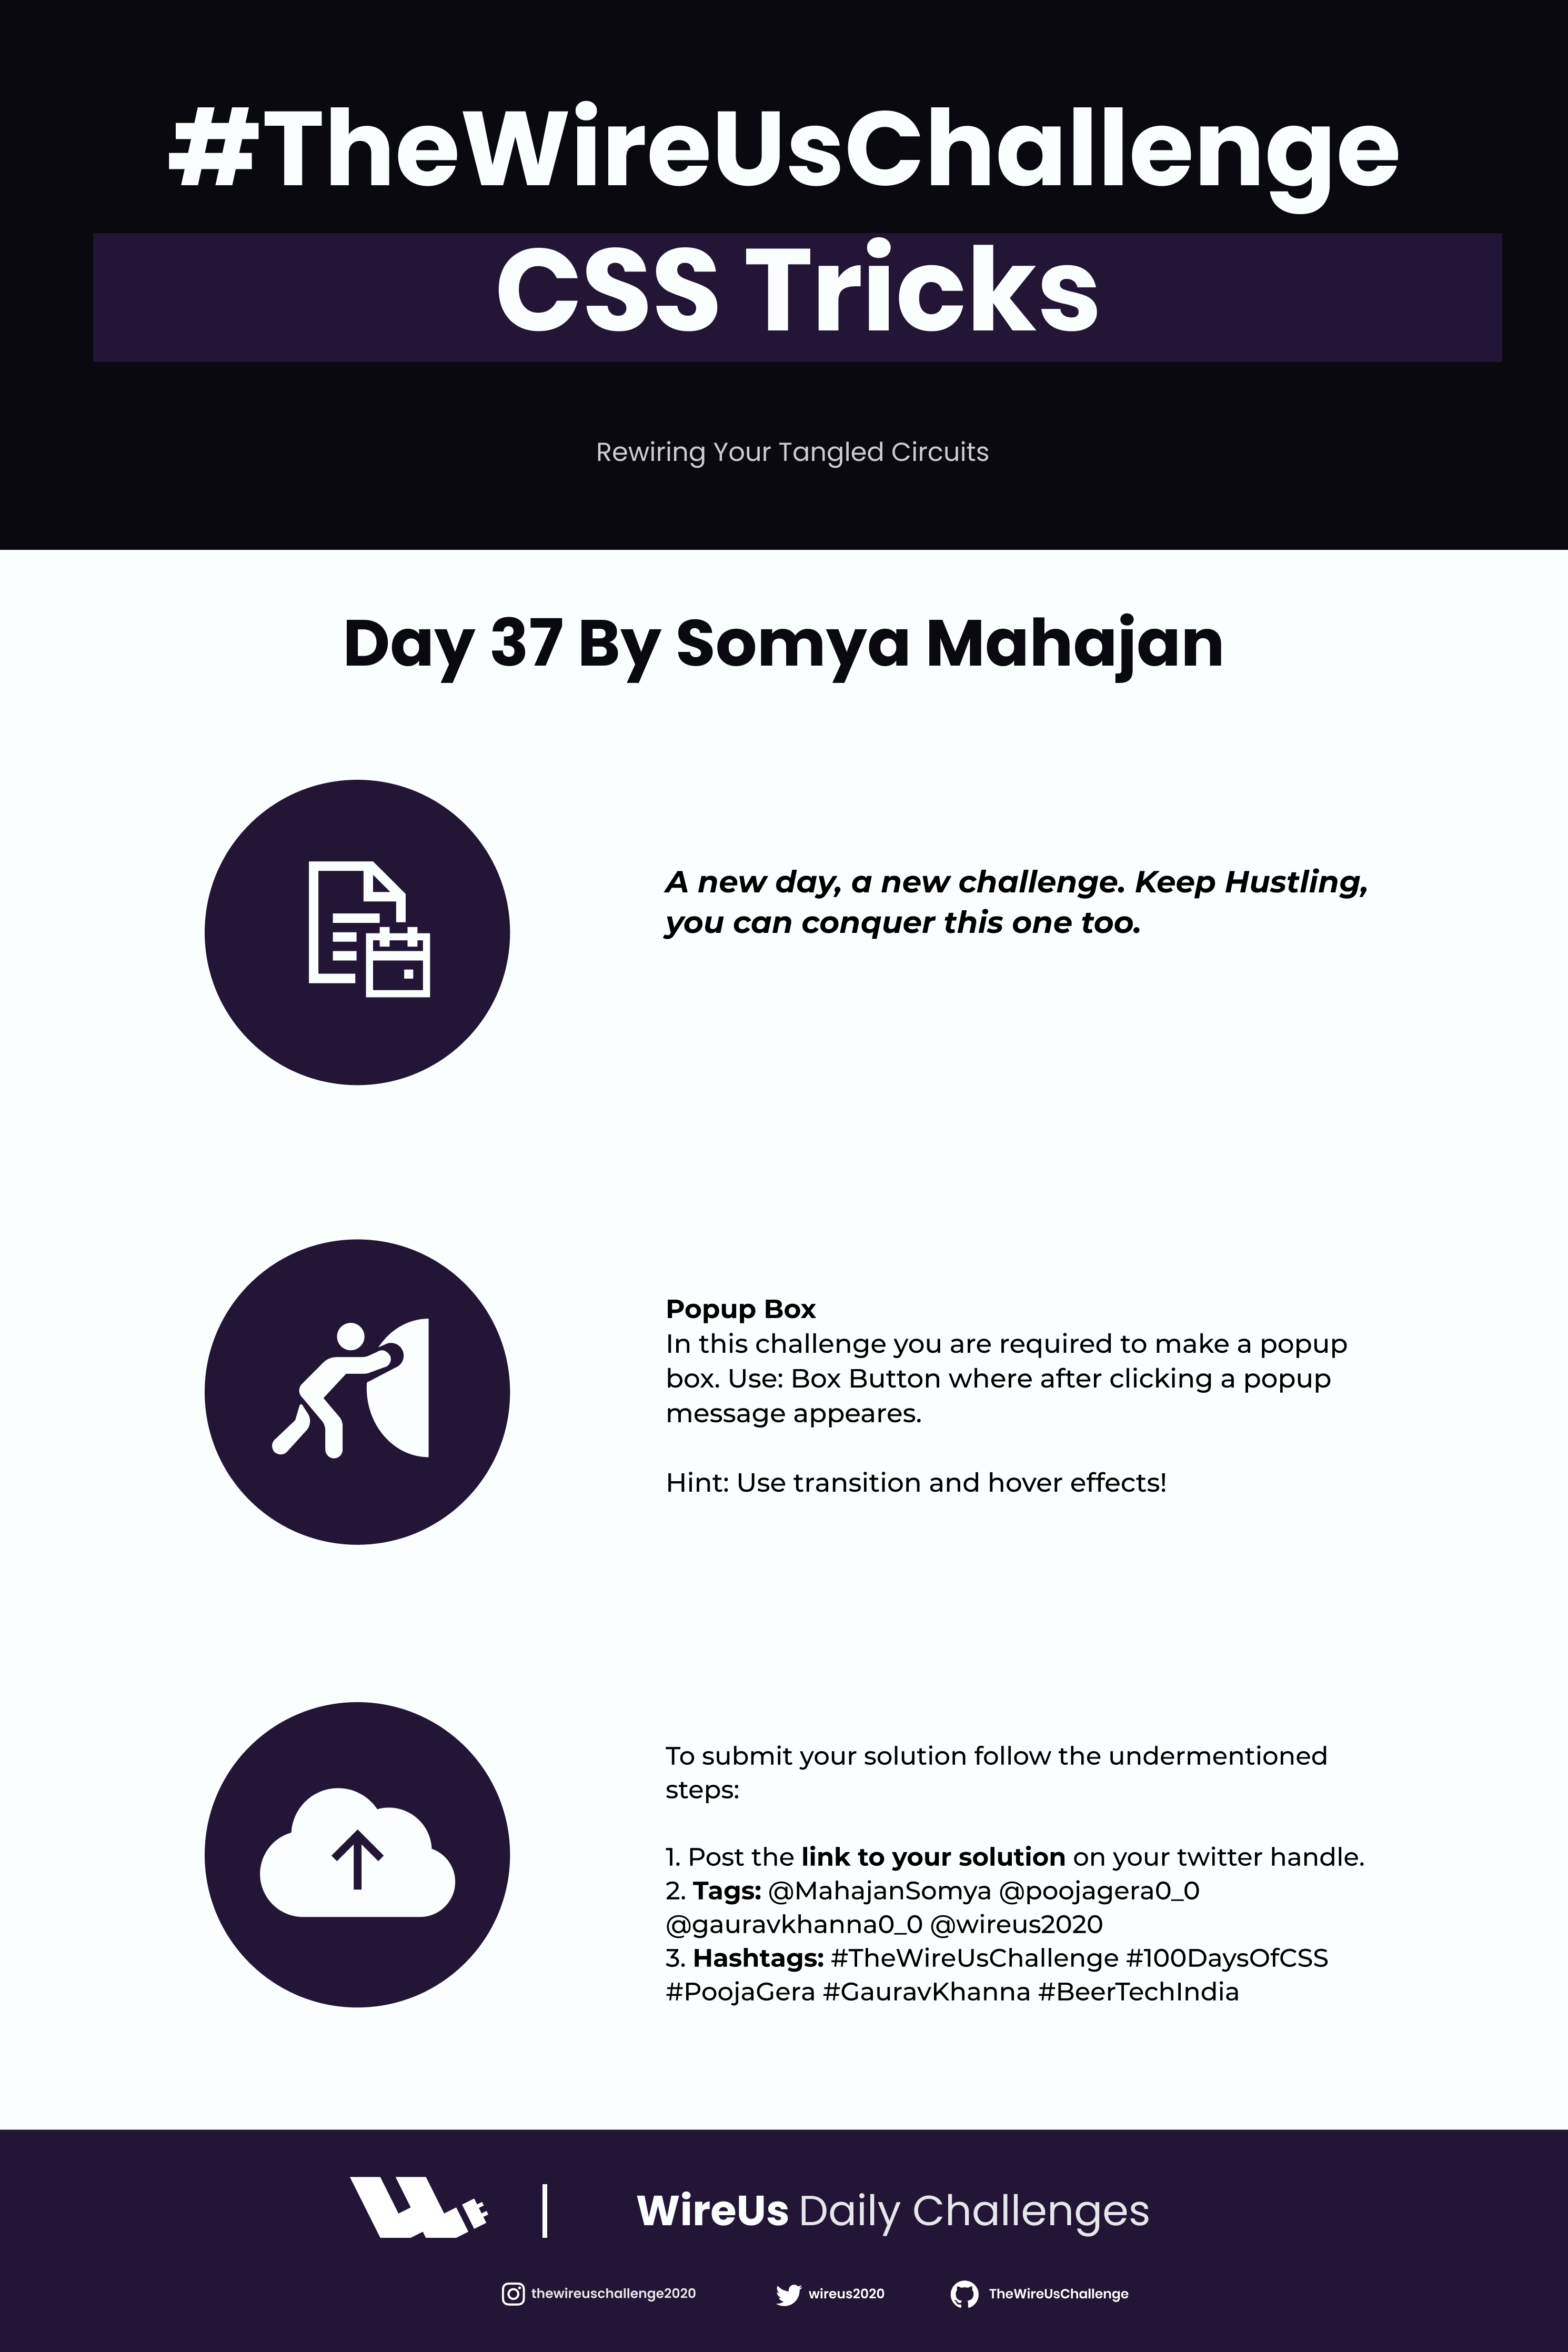 #TheWireUsChallenge
CSS Tricks
Rewiring Your Tangled Circuits
Day 37 By Somya Mahajan
A new day, a new challenge. Keep Hustling,
you can conquer this one too.
Popup Box
In this challenge you are required to make a popup
box. Use: Box Button where after clicking a popup
message appeares.
Hint: Use transition and hover effects!
To submit your solution follow the undermentioned
steps:
1. Post the link to your solution on your twitter handle.
2. Tags: @MahajanSomya @poojagera0_0
@gauravkhanna0_0 @wireus2020
3. Hashtags: #TheWireUsChallenge #100DaysOfCSS
#PoojaGera #GauravKhanna #BeerTechIndia
WireUs Daily Challenges
thewireuschallenge2020 wireus2020 TheWireUsChallenge